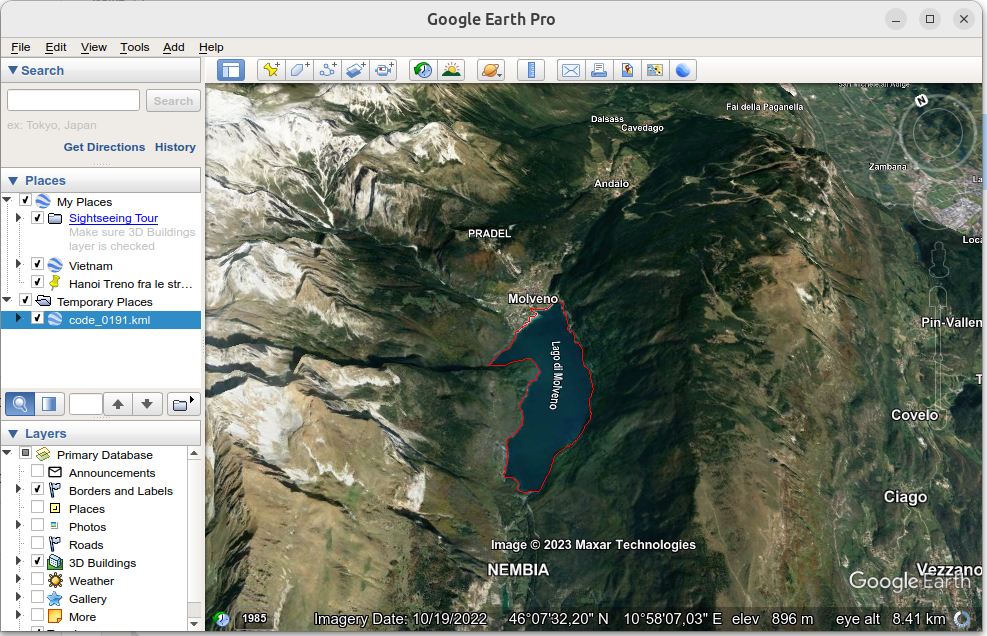 Google Earth Pro
File Edit View Tools Add Help
Search
Search
ex: Tokyo, Japan
Get Directions History
Places
My Places
Sightseeing Tour
Make sure 3D Buildings
layer is checked
Vietnam
Hanoi Treno fra le str...
Temporary Places
code_0191.kml
Layers
Primary Database
Announcements
Borders and Labels
Places
Photos
Roads
3D Buildings
Weather
Gallery
More
N
Fai della Paganella
Dalsass
Cavedago
Zambana
Andalo
PRADEL
Molveno
Lago di Molveno
Pin-Vallen
Covelo
Ciago
Image © 2023 Maxar Technologies
NEMBIA
Vezzano
Google Earth
1985
Imagery Date: 10/19/2022 46°07'32,20" N 10°58'07,03" E elev 896 m eye alt 8.41 km